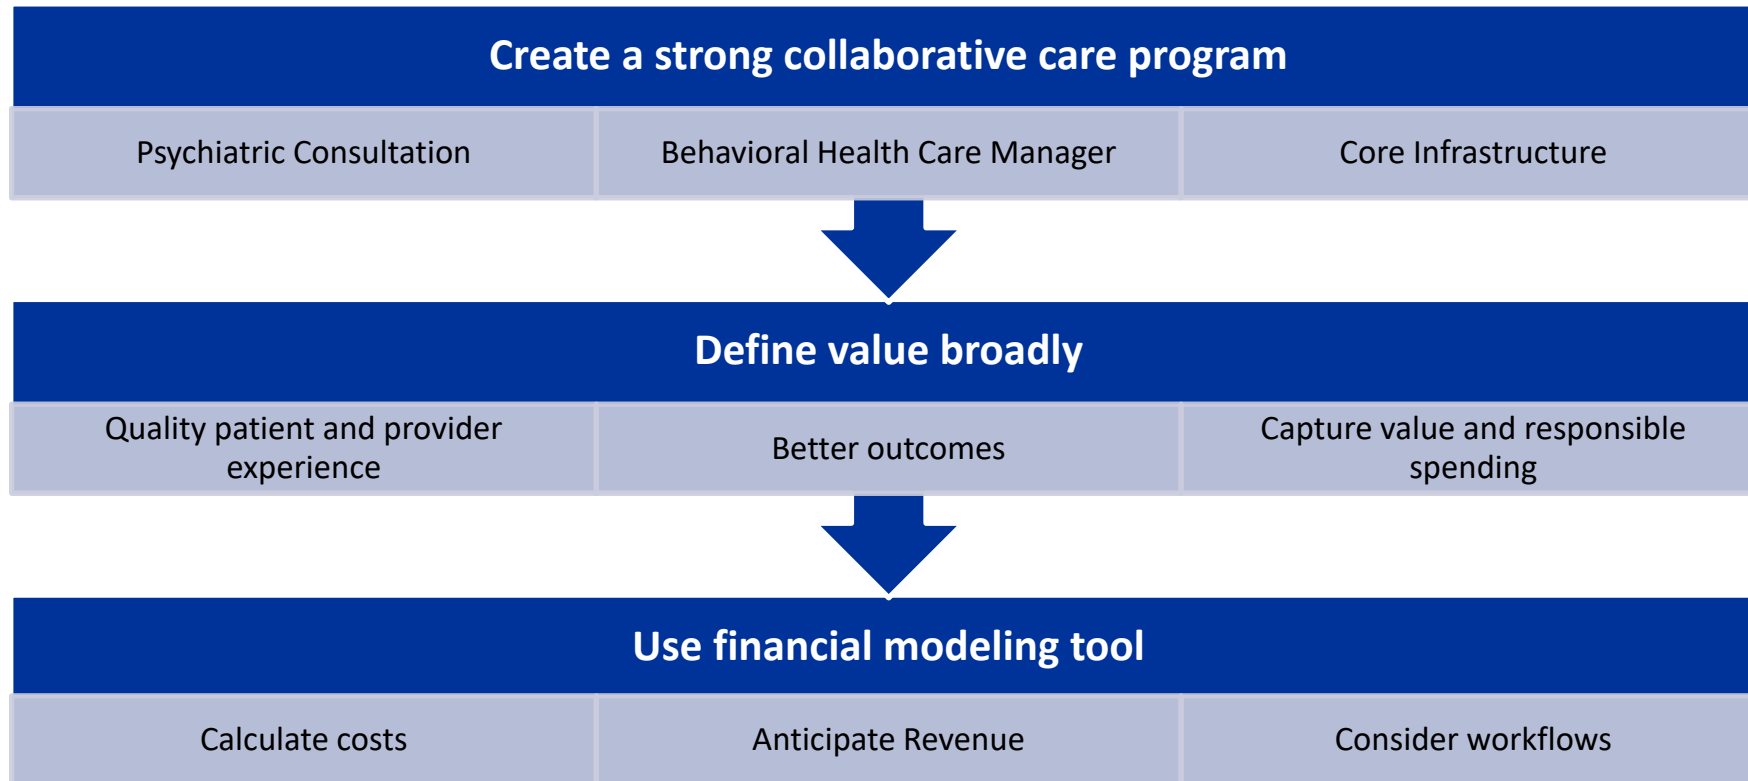 Create a strong collaborative care program
Psychiatric Consultation
Behavioral Health Care Manager
Core Infrastructure
Define value broadly
Quality patient and provider
experience
Better outcomes
Capture value and responsible
spending
Use financial modeling tool
Calculate costs
Anticipate Revenue
Consider workflows